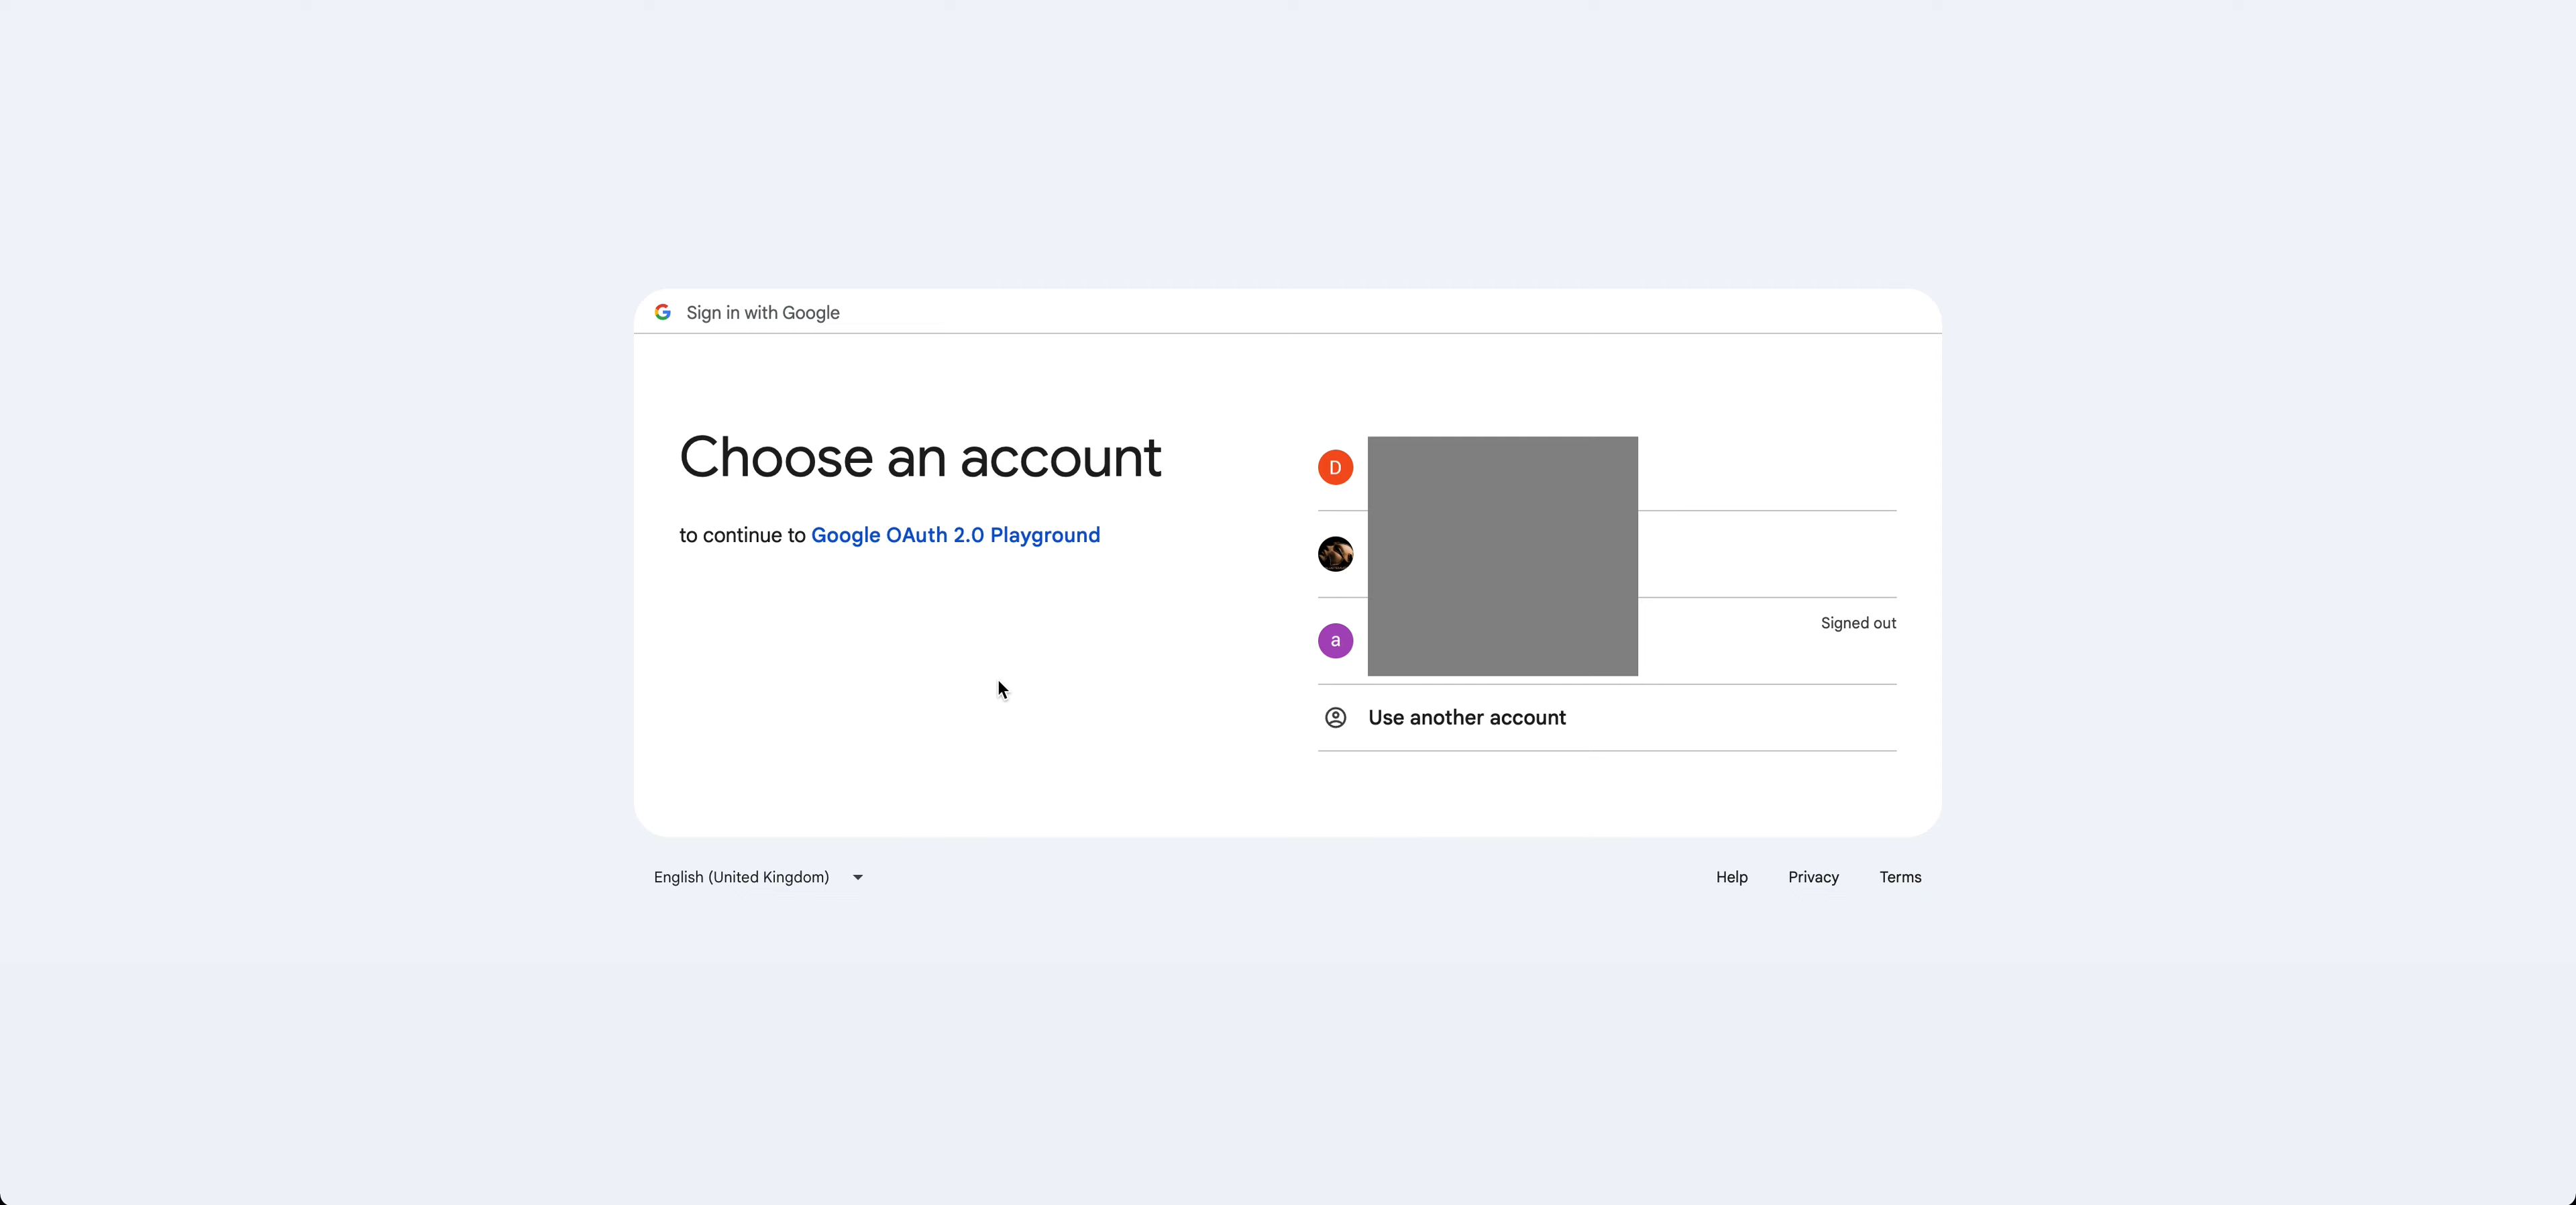 Sign in with Google
Choose an account
to continue to Google OAuth 2.0 Playground
D
a
Signed out
Use another account
English (United Kingdom)
Help
Privacy
Terms